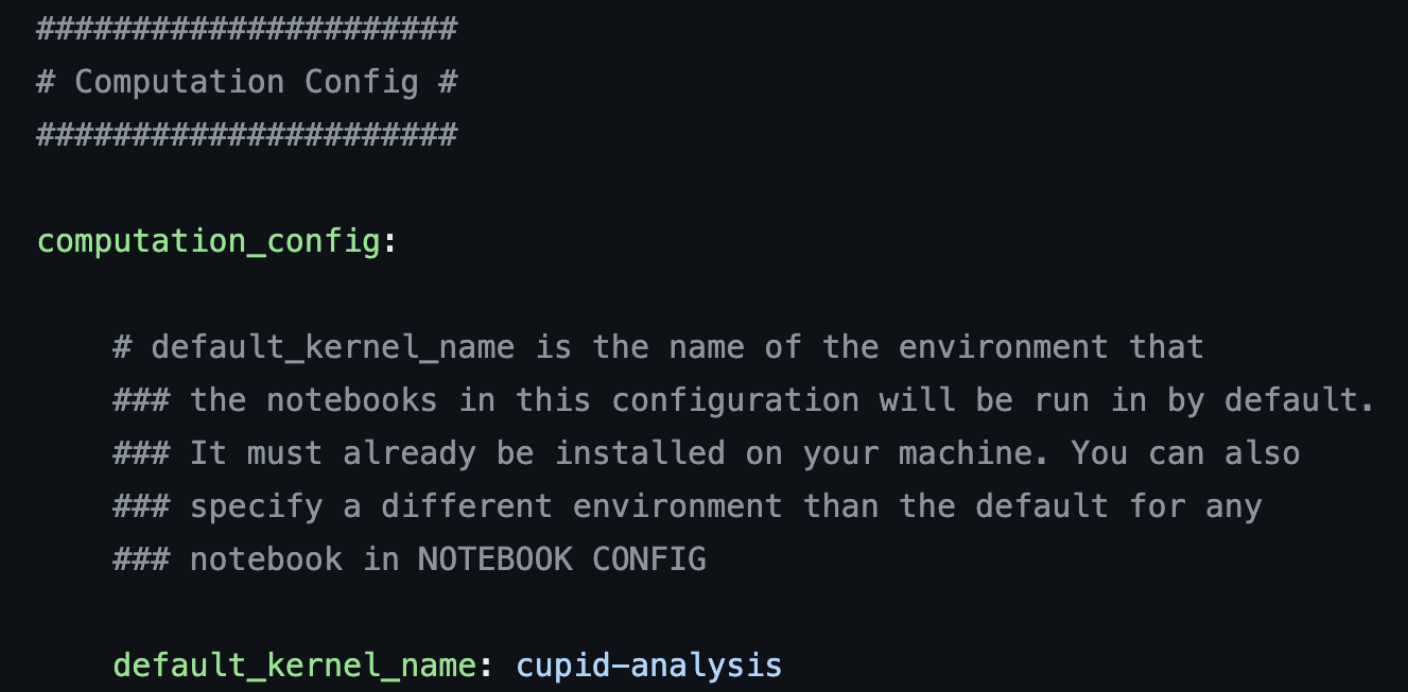 ######################
# Computation Config #
######################
computation_config:
# default_kernel_name is the name of the environment that
### the notebooks in this configuration will be run in by default.
### It must already be installed on your machine. You can also
### specify a different environment than the default for any
### notebook in NOTEBOOK CONFIG
default_kernel_name: cupid-analysis